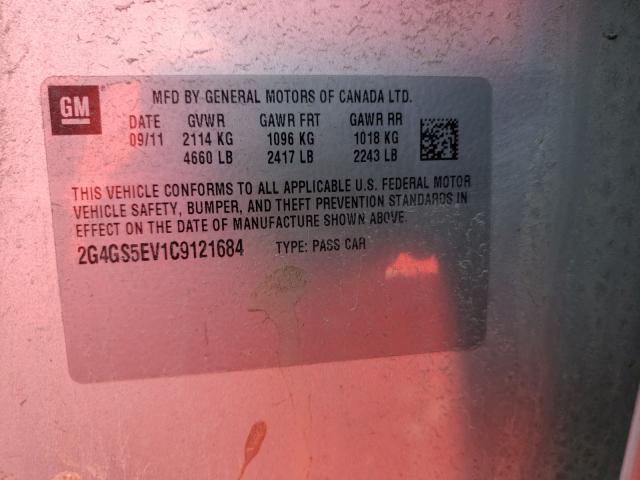 GM
MFD BY GENERAL MOTORS OF CANADA LTD.
DATE GVWR GAWR FRT GAWR RR
09/11 2114 KG 1096 KG 1018 KG
4660 LB 2417 LB 2243 LB
THIS VEHICLE CONFORMS TO ALL APPLICABLE U.S. FEDERAL MOTOR
VEHICLE SAFETY, BUMPER, AND THEFT PREVENTION STANDARDS IN
EFFECT ON THE DATE OF MANUFACTURE SHOWN ABOVE.
2G4GS5EV1C9121684 TYPE: PASS CAR